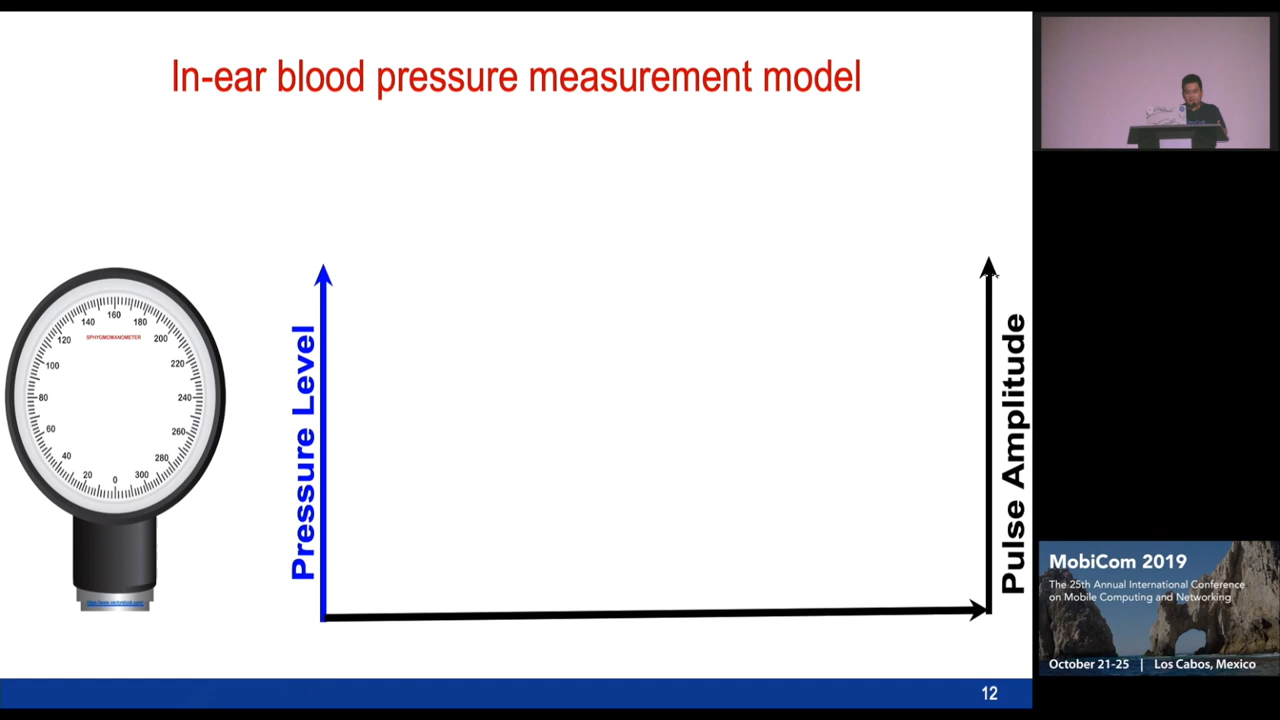 In-ear blood pressure measurement model
160
140
180
120
SPHYGMOMANOMETER
200
100
220
80
240
60
260
40
280
20
0
300
Pressure Level
Pulse Amplitude
12
MobiCom 2019
The 25th Annual International Conference
on Mobile Computing and Networking
October 21-25 | Los Cabos, Mexico